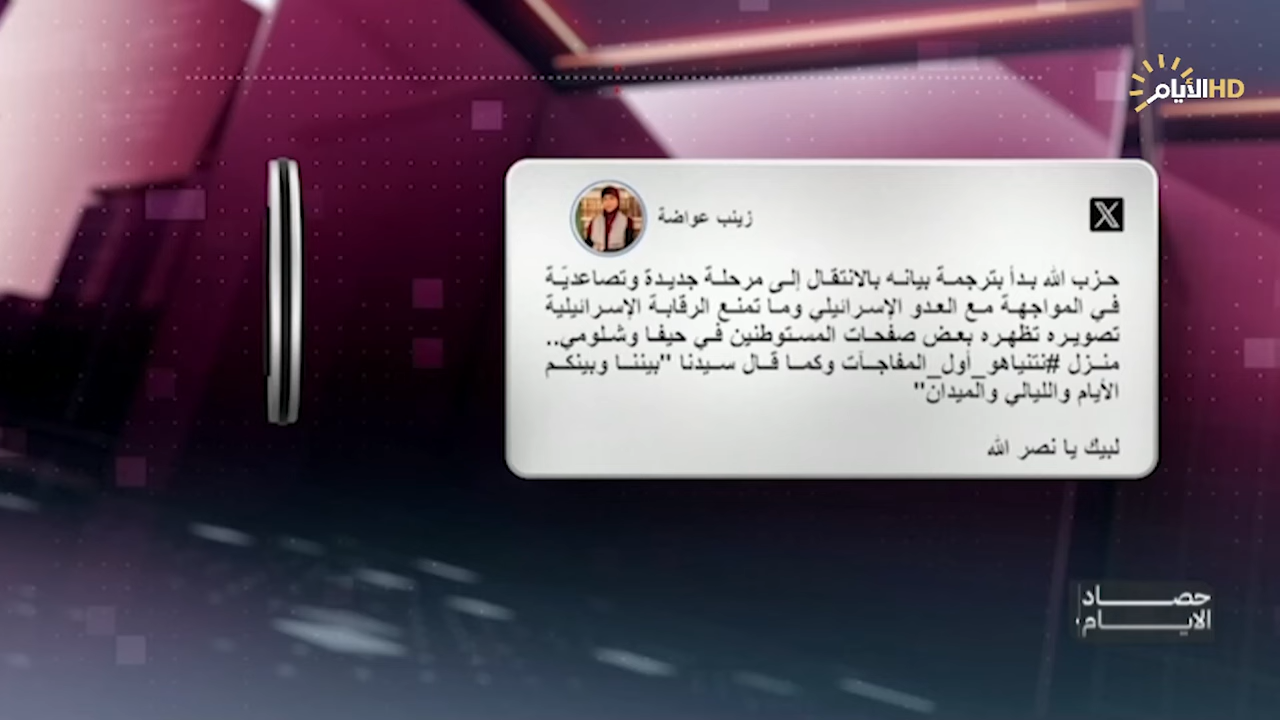 الأيام HD
زينب عواضة
حزب الله بدأ بترجمة بيانه بالانتقال إلى مرحلة جديدة وتصاعديّة
في المواجهة مع العدو الإسرائيلي وما تمنع الرقابة الإسرائيلية
تصويره تظهره بعض صفحات المستوطنين في حيفا وشلومي..
منزل #نتنياهو_أول_المفاجآت وكما قال سيدنا "بيننا وبينكم
الأيام والليالي والميدان"
لبيك يا نصر الله
حصاد
الايام